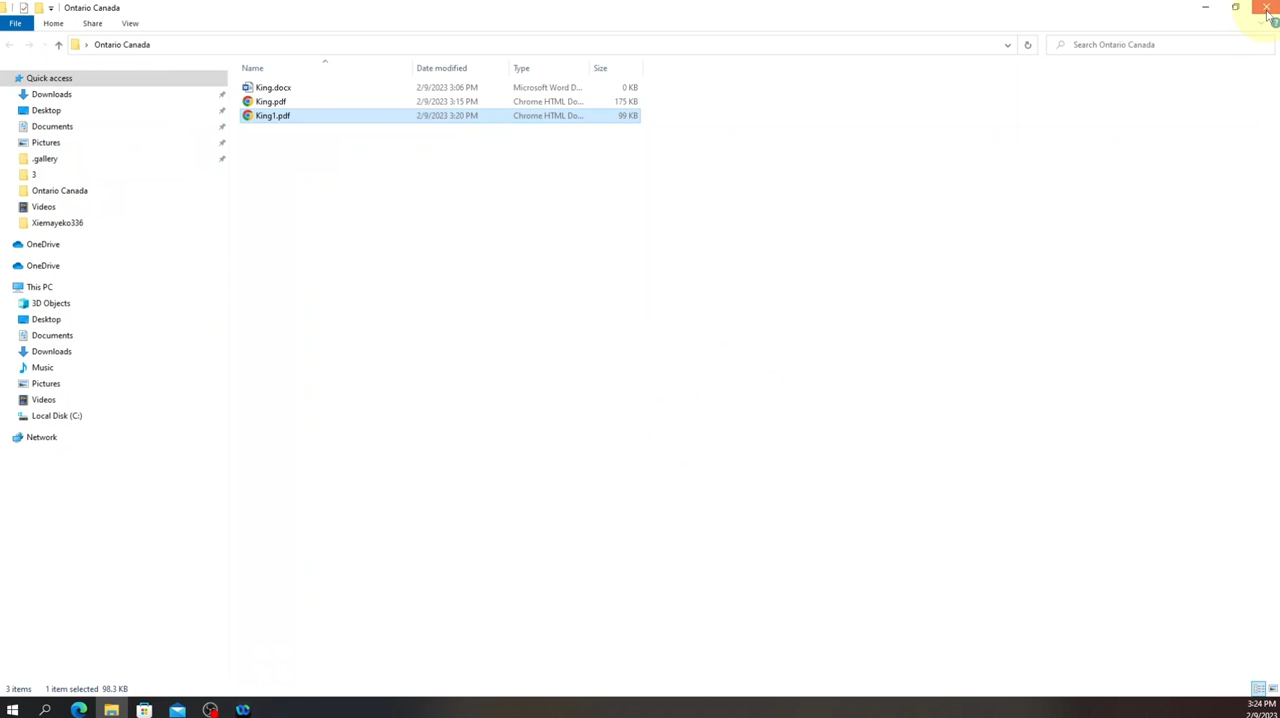 Ontario Canada
File Home Share View
Ontario Canada Search Ontario Canada
Name Date modified Type Size
King.docx 2/9/2023 3:06 PM Microsoft Word D... 0 KB
King.pdf 2/9/2023 3:15 PM Chrome HTML Do... 175 KB
King1.pdf 2/9/2023 3:20 PM Chrome HTML Do... 99 KB
Quick access
Downloads
Desktop
Documents
Pictures
.gallery
3
Ontario Canada
Videos
Xiemayeko336
OneDrive
OneDrive
This PC
3D Objects
Desktop
Documents
Downloads
Music
Pictures
Videos
Local Disk (C:)
Network
3 items 1 item selected 98.3 KB
3:24 PM
2/9/2023